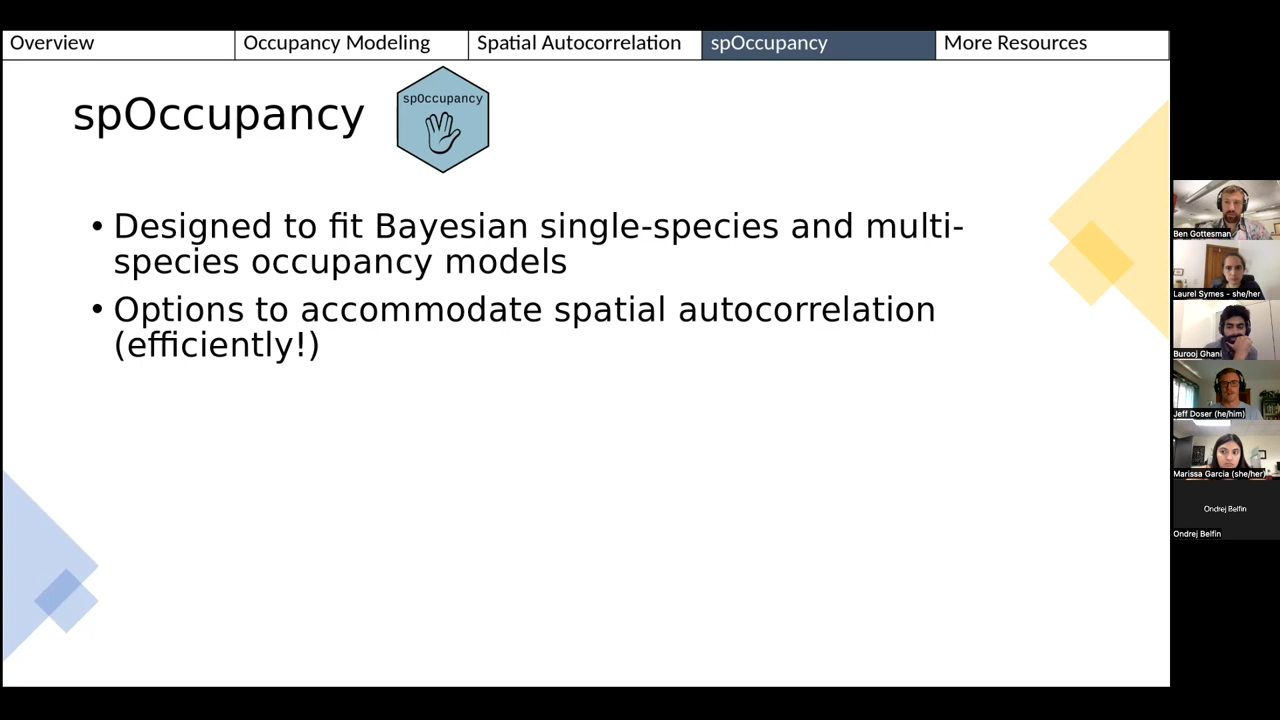 Overview
Occupancy Modeling
Spatial Autocorrelation
spOccupancy
More Resources
spOccupancy
spOccupancy
• Designed to fit Bayesian single-species and multi-
species occupancy models
• Options to accommodate spatial autocorrelation
(efficiently!)
Ben Gottesman
Laurel Symes - she/her
Burooj Ghani
Jeff Doser (he/him)
Marissa Garcia (she/her)
Ondrej Belfin
Ondrej Belfin